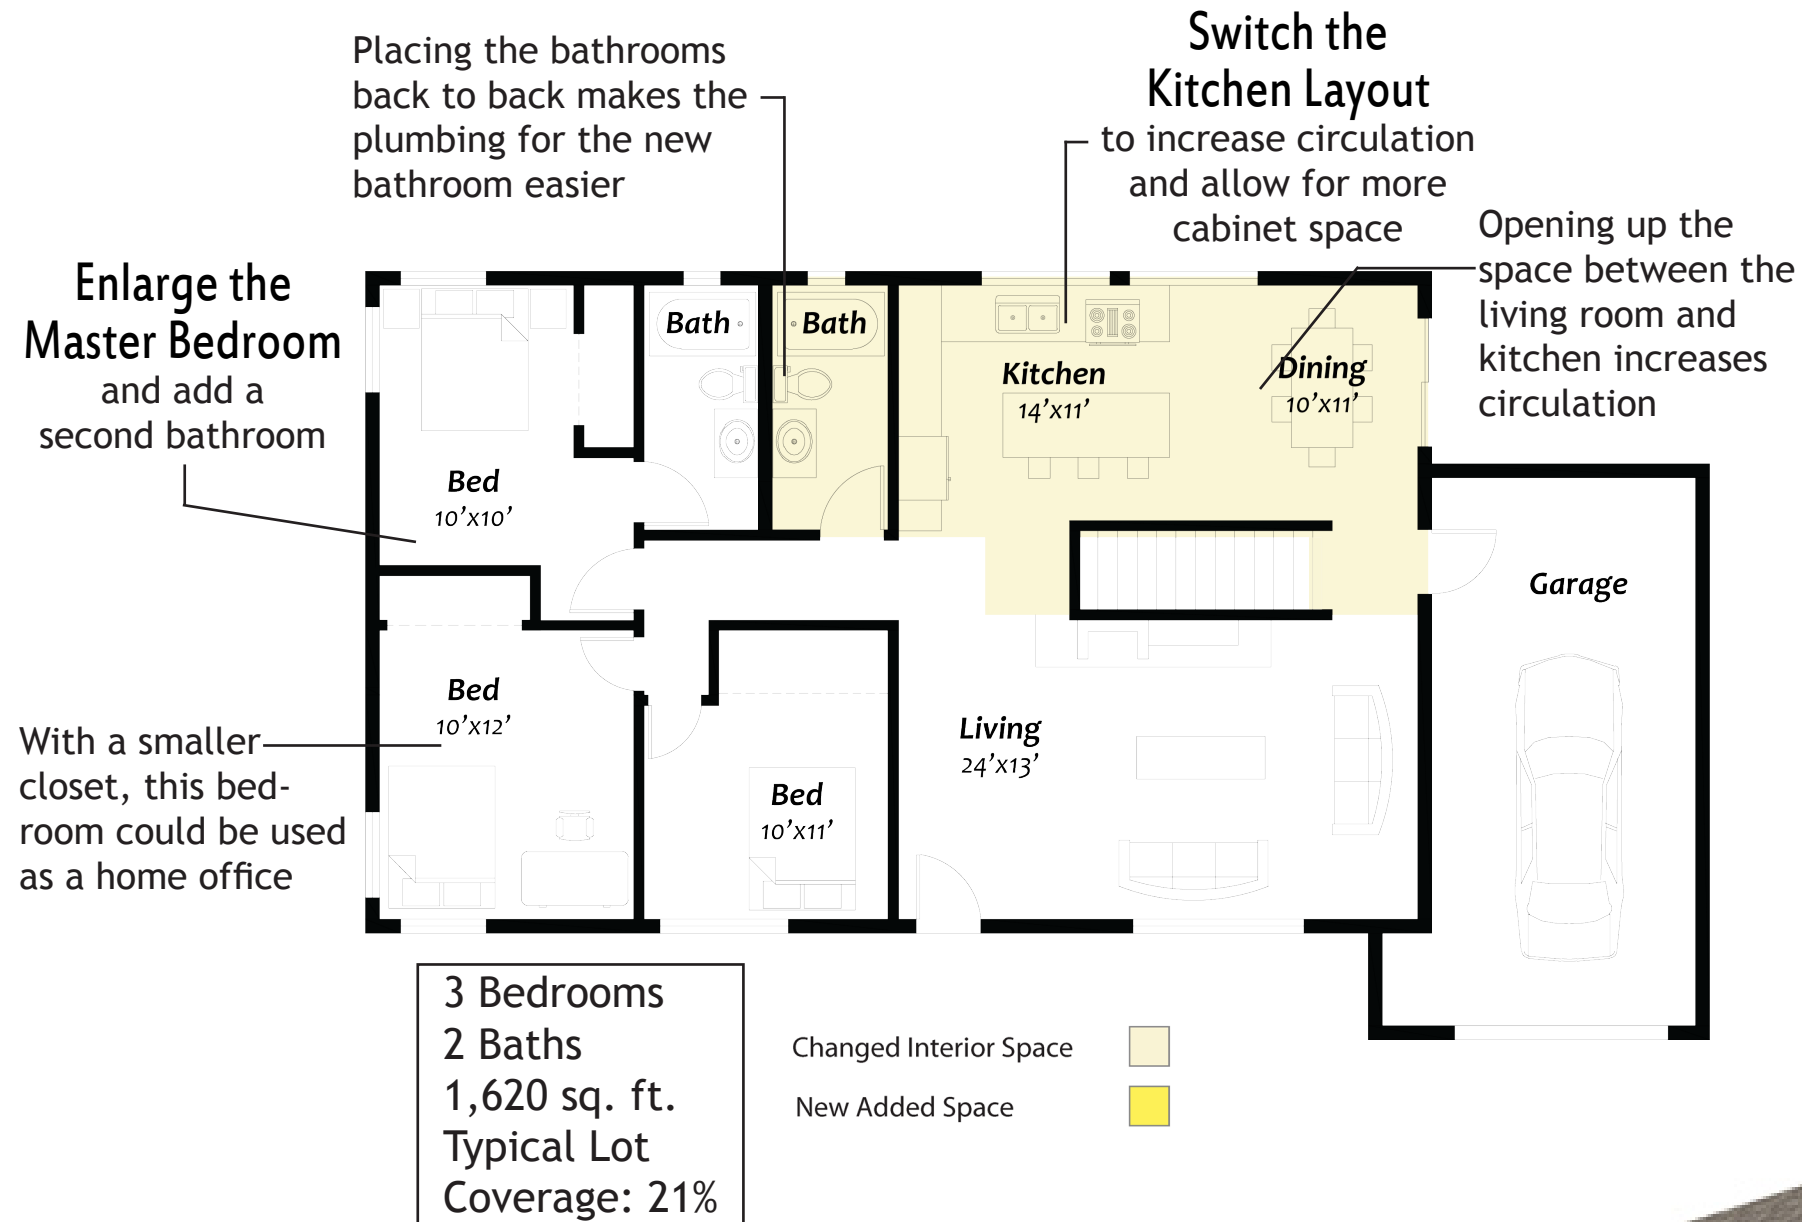 Placing the bathrooms
back to back makes the
plumbing for the new
bathroom easier
Switch the
Kitchen Layout
to increase circulation
and allow for more
cabinet space
Opening up the
space between the
living room and
kitchen increases
circulation
Enlarge the
Master Bedroom
and add a
second bathroom
With a smaller
closet, this bed-
room could be used
as a home office
Bath
Bath
Kitchen
14’x11’
Dining
10’x11’
Bed
10’x10’
Garage
Bed
10’x12’
Living
24’x13’
Bed
10’x11’
3 Bedrooms
2 Baths
1,620 sq. ft.
Typical Lot
Coverage: 21%
Changed Interior Space
New Added Space